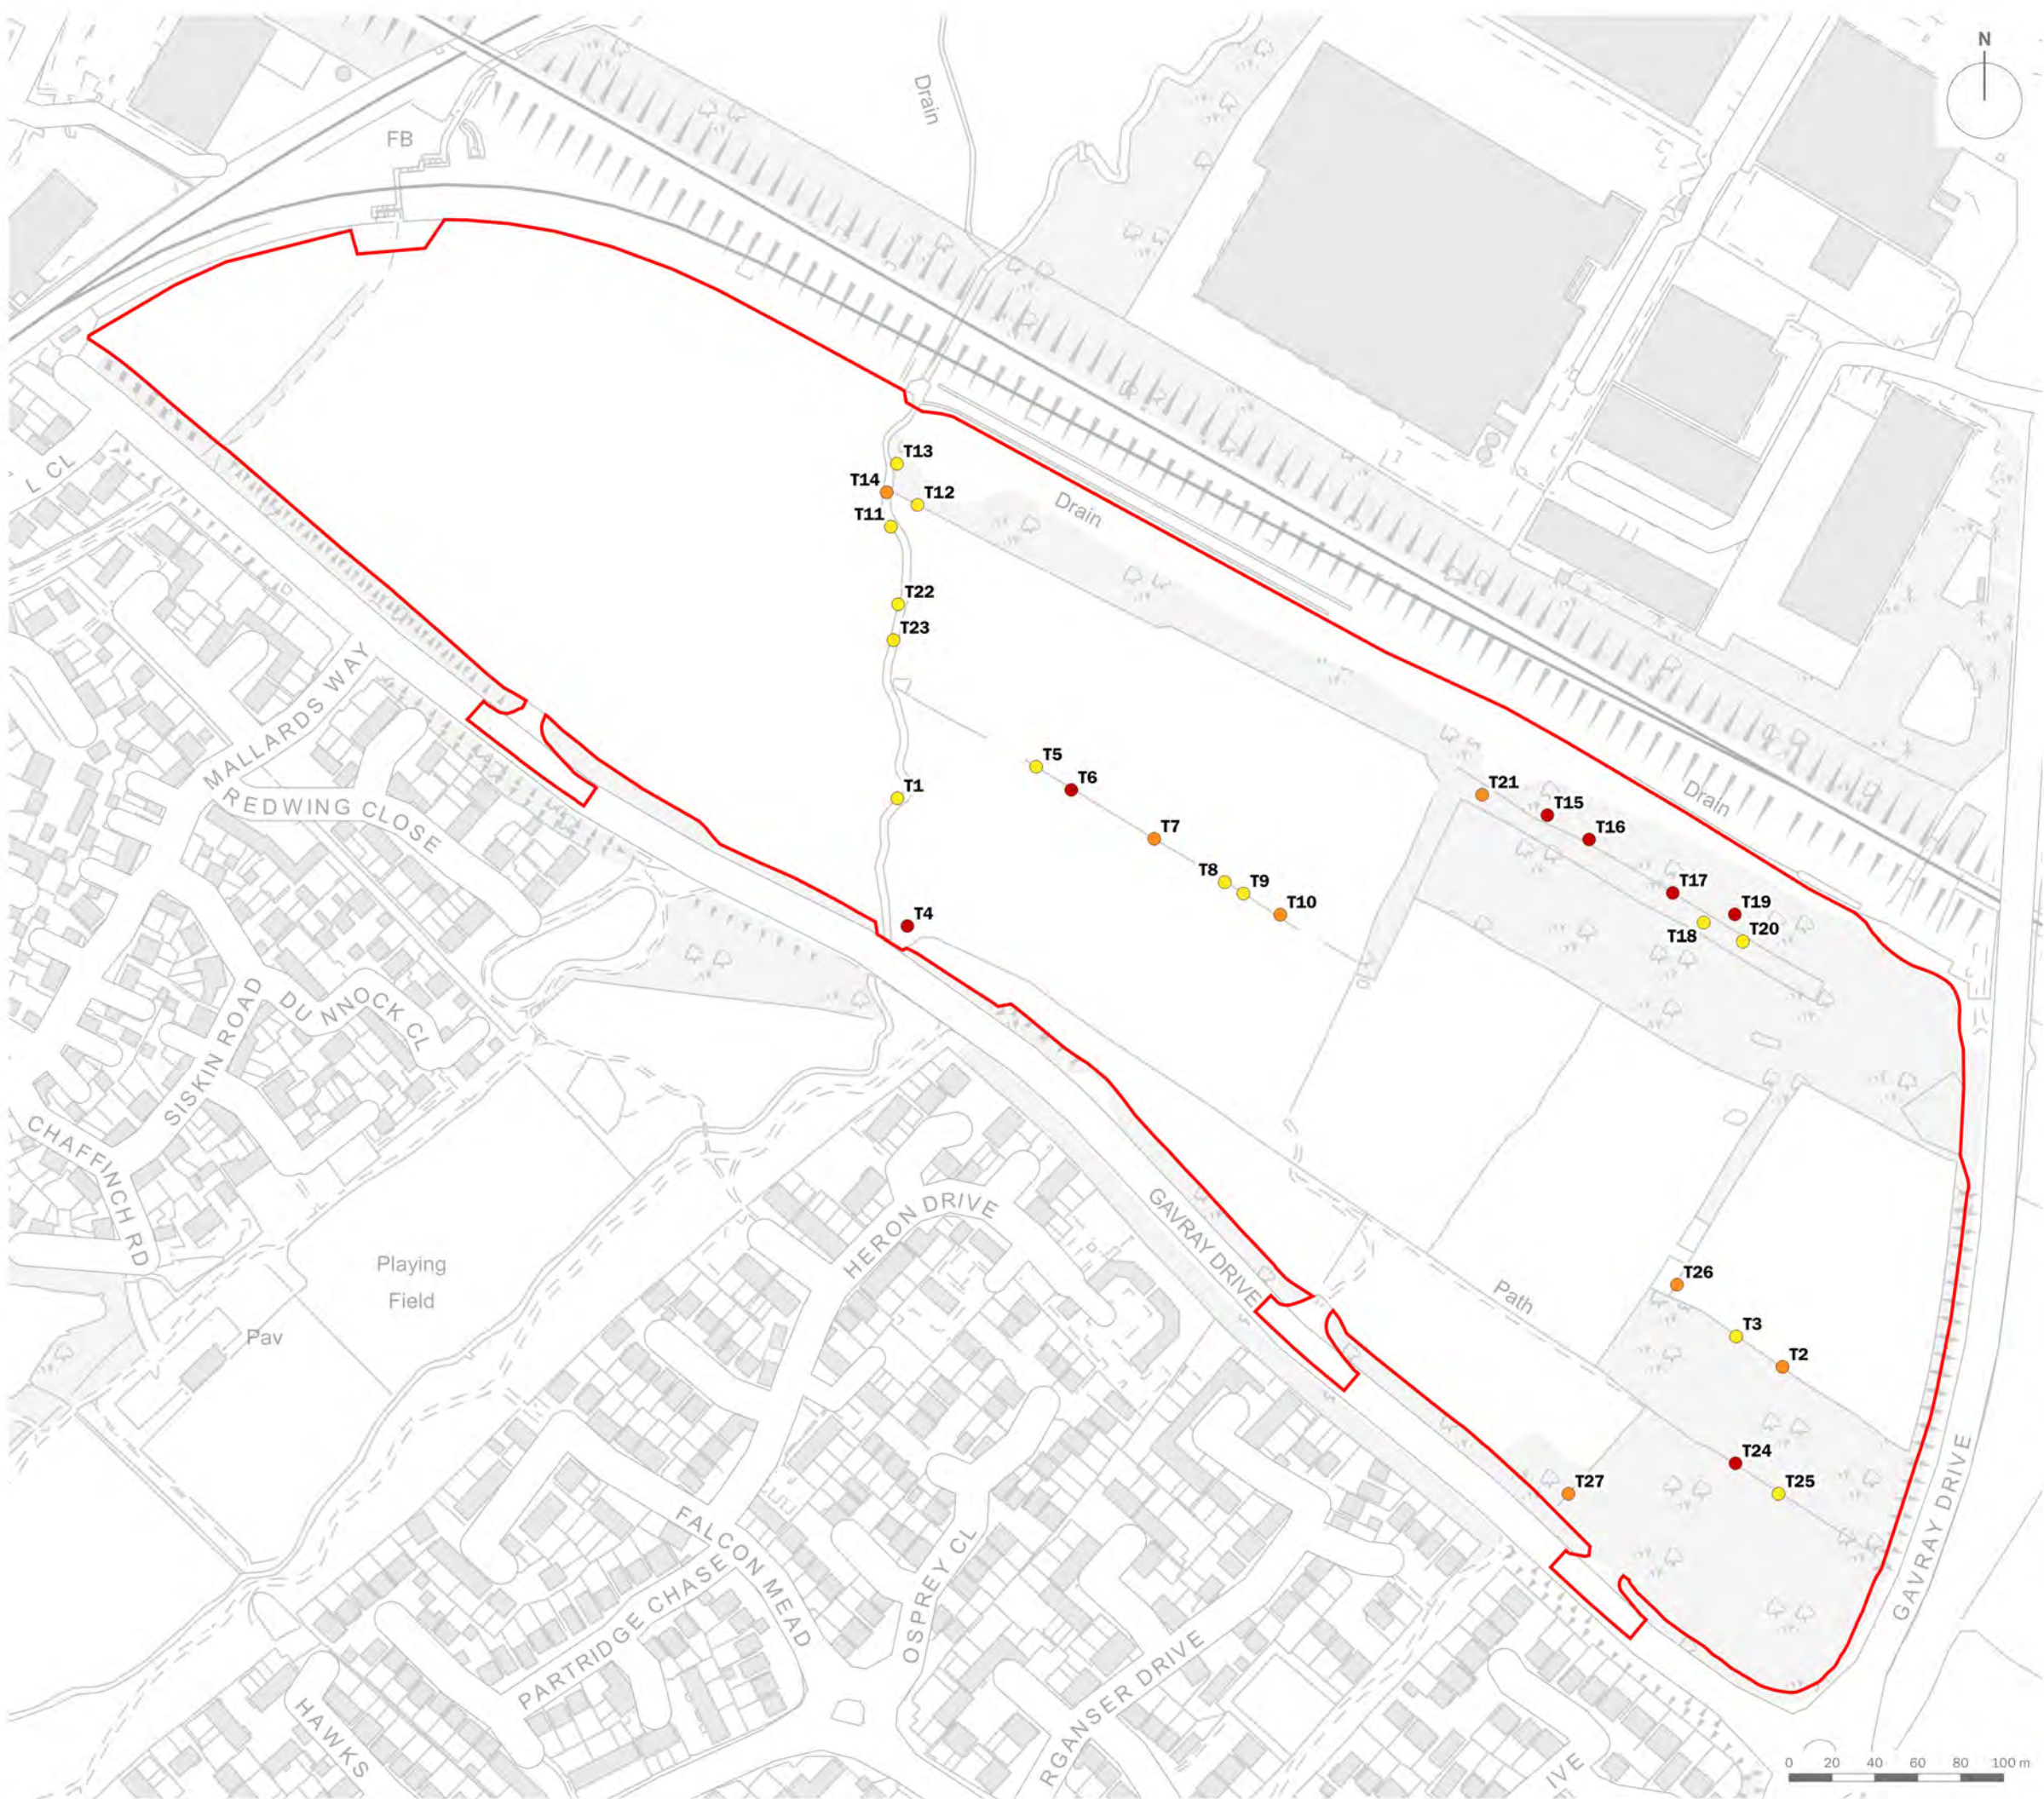 N
Drain
FB
L CL
T13
T14
T12
T11
Drain
T22
T23
MALLARDS WAY
REDWING CLOSE
T5
T6
T1
T7
T21
T15
T16
Drain
T8
T9
T10
T17
T19
T18
T20
T4
DUNNOCK CL
SISKIN ROAD
CHAFFINCH RD
HERON DRIVE
GAVRAY DRIVE
Playing
Field
Pav
Path
T26
T3
T2
T24
T25
T27
GAVRAY DRIVE
FALCON MEAD
PARTRIDGE CHASE
OSPREY CL
RGANSER DRIVE
HAWKS
IVE
0 20 40 60 80 100 m